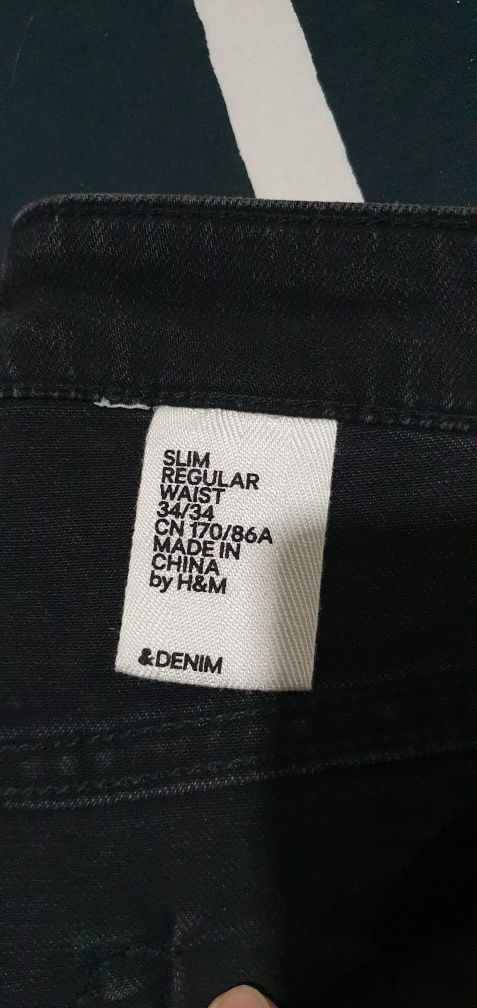 SLIM
REGULAR
WAIST
34/34
CN 170/86A
MADE IN
CHINA
by H&M
&DENIM